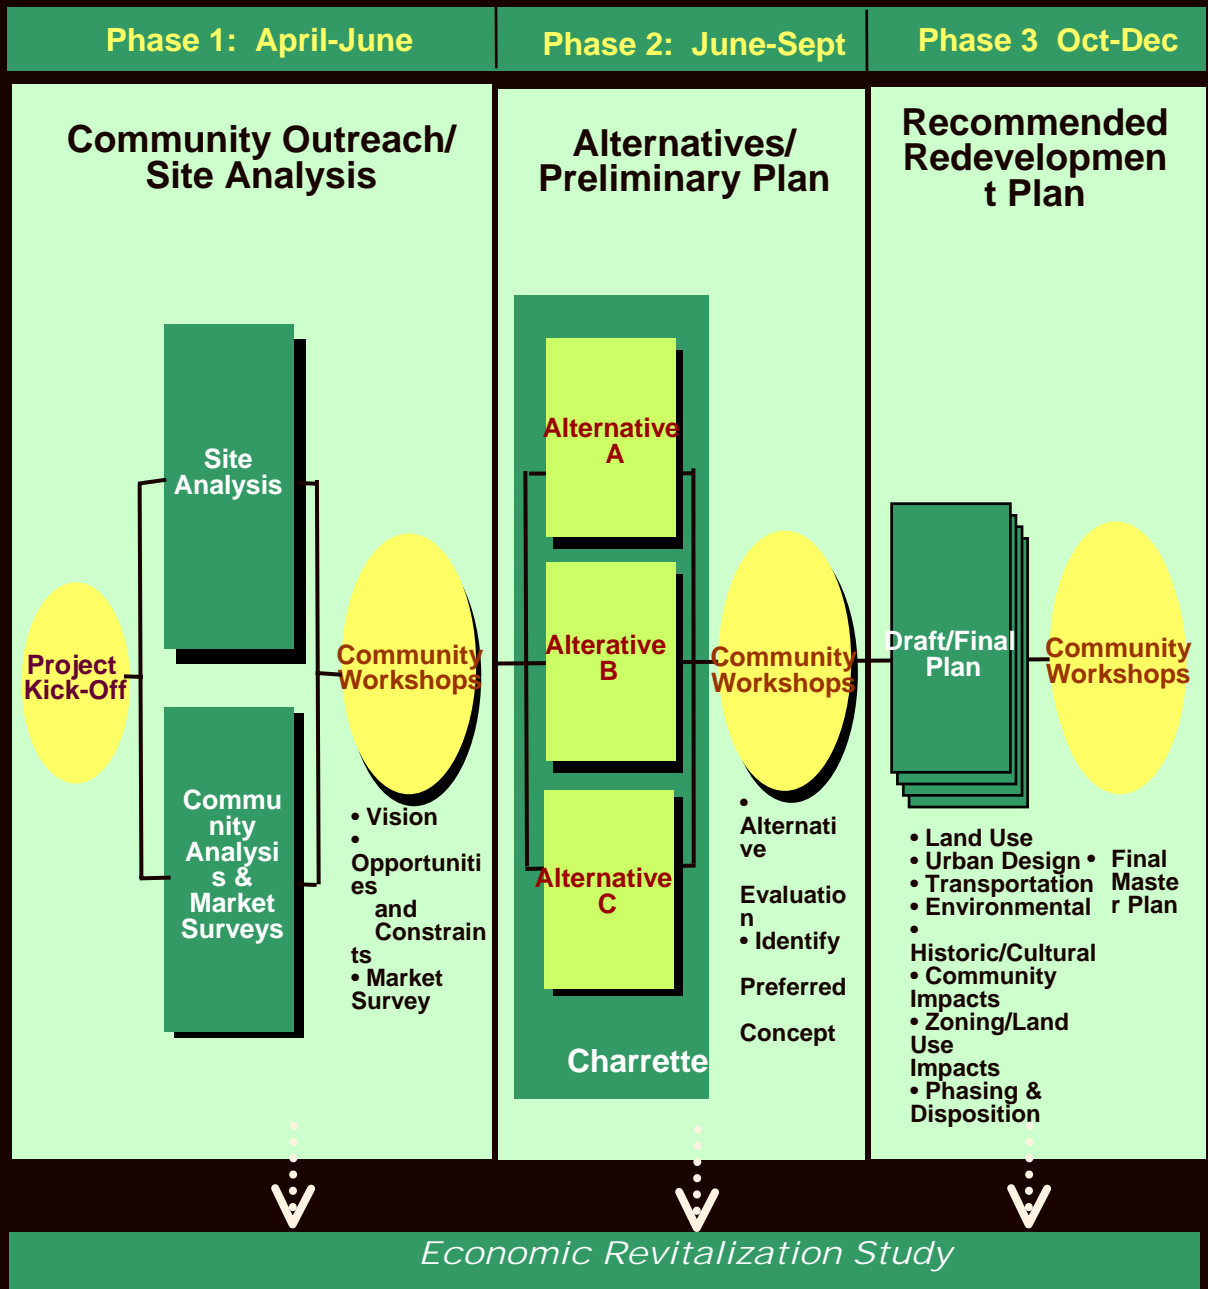 Phase 1: April-June
Phase 2: June-Sept
Phase 3 Oct-Dec
Community Outreach/
Site Analysis
Alternatives/
Preliminary Plan
Recommended
Redevelopmen
t Plan
Project
Kick-Off
Site
Analysis
Commu
nity
Analysi
s &
Market
Surveys
Community
Workshops
• Vision
•
Opportuniti
es
and
Constrain
ts
• Market
Survey
Alternative
A
Alterative
B
Alternative
C
Charrette
Community
Workshops
•
Alternati
ve
Evaluatio
n
• Identify
Preferred
Concept
Draft/Final
Plan
• Land Use
• Urban Design
• Transportation
• Environmental
•
Historic/Cultural
• Community
Impacts
• Zoning/Land
Use
Impacts
• Phasing &
Disposition
Community
Workshops
• Final
Maste
r Plan
Economic Revitalization Study